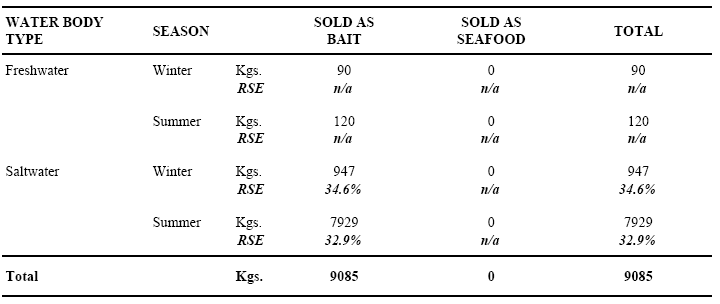 WATER BODY TYPE SEASON SOLD AS BAIT SOLD AS SEAFOOD TOTAL
Freshwater Winter Kgs. 90 0 90
RSE n/a n/a n/a
Summer Kgs. 120 0 120
RSE n/a n/a n/a
Saltwater Winter Kgs. 947 0 947
RSE 34.6% n/a 34.6%
Summer Kgs. 7929 0 7929
RSE 32.9% n/a 32.9%
Total Kgs. 9085 0 9085